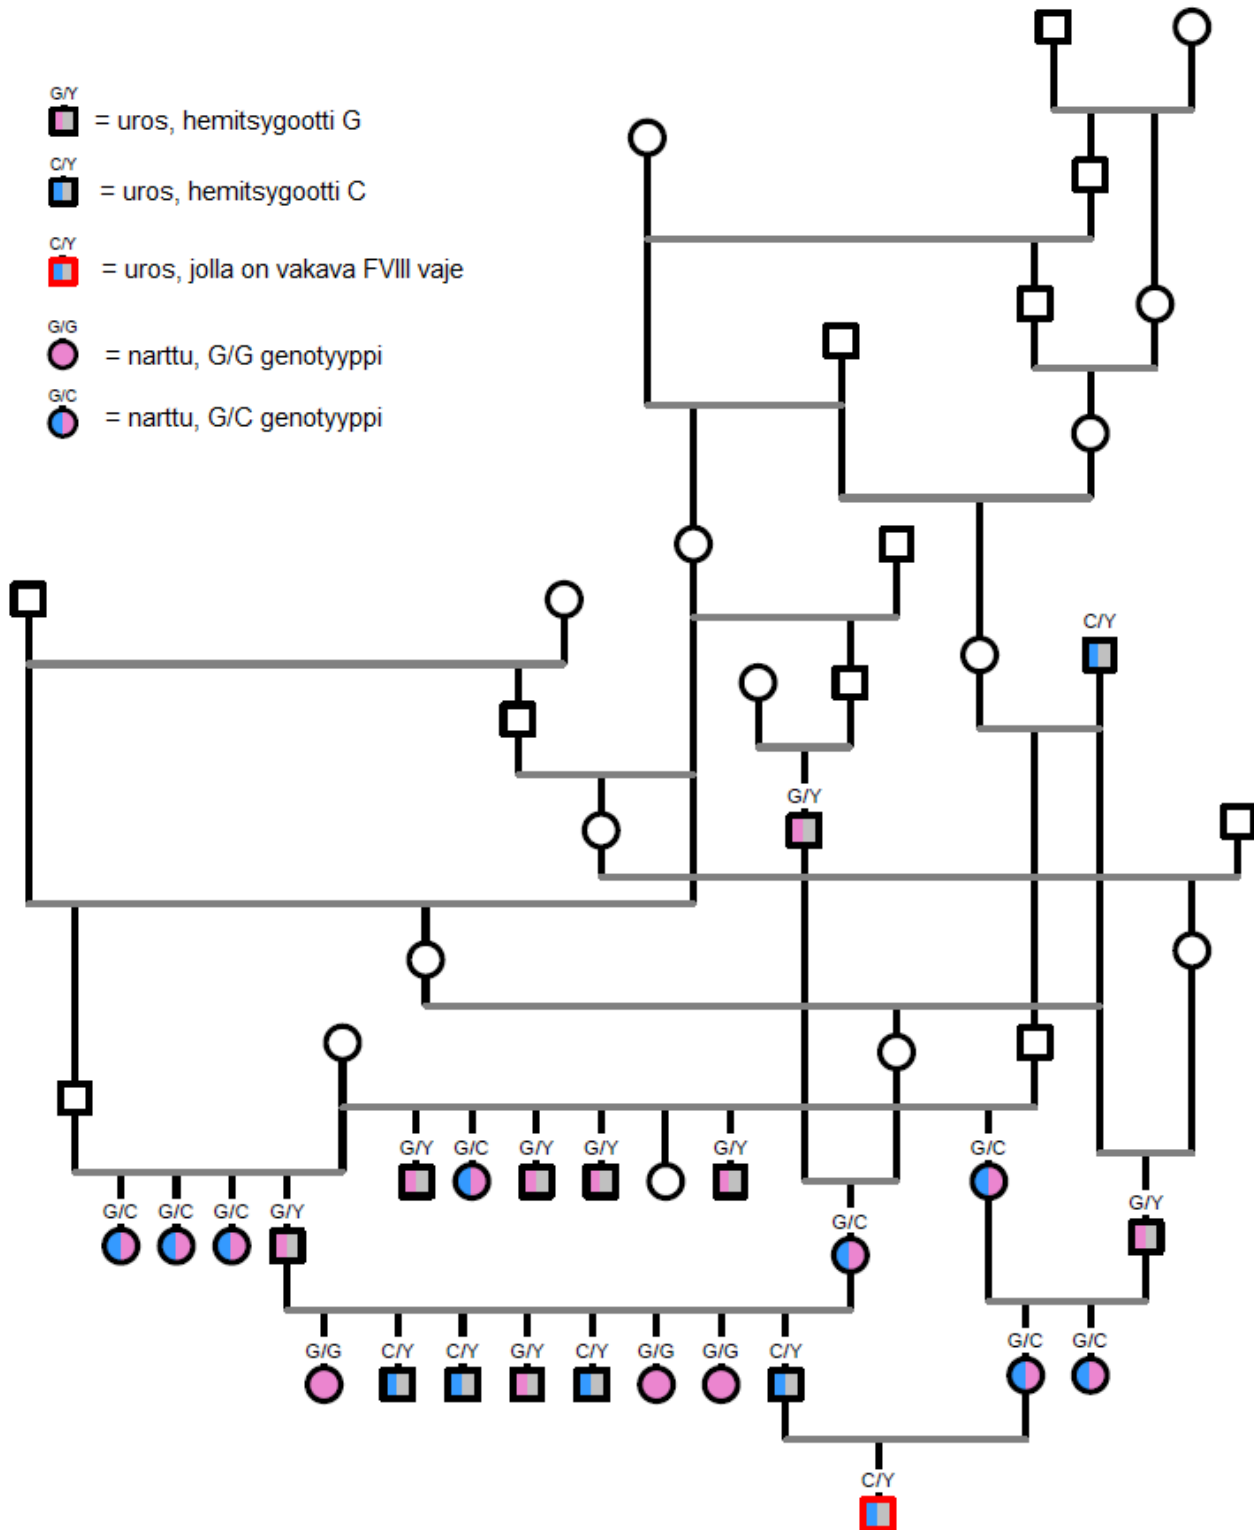 G/Y
= uros, hemitsygootti G
C/Y
= uros, hemitsygootti C
C/Y
= uros, jolla on vakava FVIII vaje
G/G
= narttu, G/G genotyyppi
G/C
= narttu, G/C genotyyppi
C/Y
G/Y
G/Y G/C G/Y G/Y G/Y G/C
G/C G/C G/C G/Y G/C G/Y
G/G C/Y C/Y G/Y C/Y G/G G/G C/Y G/C G/C
C/Y